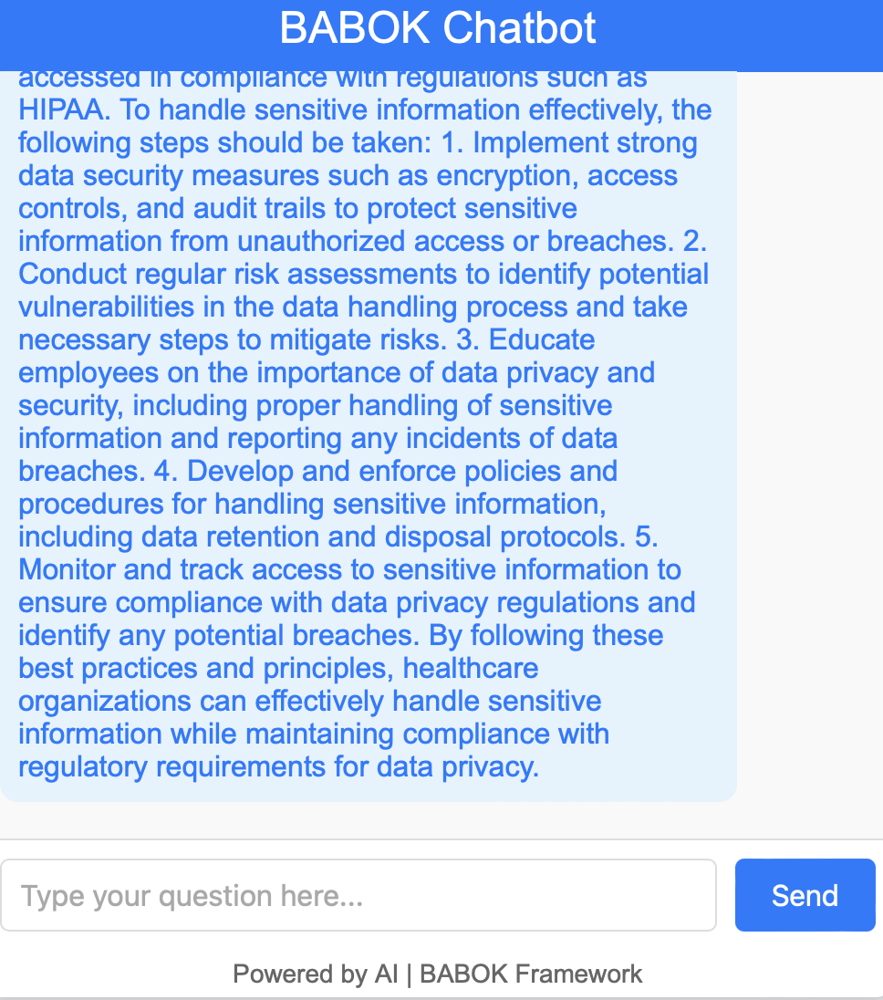 BABOK Chatbot
accessed in compliance with regulations such as
HIPAA. To handle sensitive information effectively, the
following steps should be taken: 1. Implement strong
data security measures such as encryption, access
controls, and audit trails to protect sensitive
information from unauthorized access or breaches. 2.
Conduct regular risk assessments to identify potential
vulnerabilities in the data handling process and take
necessary steps to mitigate risks. 3. Educate
employees on the importance of data privacy and
security, including proper handling of sensitive
information and reporting any incidents of data
breaches. 4. Develop and enforce policies and
procedures for handling sensitive information,
including data retention and disposal protocols. 5.
Monitor and track access to sensitive information to
ensure compliance with data privacy regulations and
identify any potential breaches. By following these
best practices and principles, healthcare
organizations can effectively handle sensitive
information while maintaining compliance with
regulatory requirements for data privacy.
Type your question here...
Send
Powered by AI | BABOK Framework